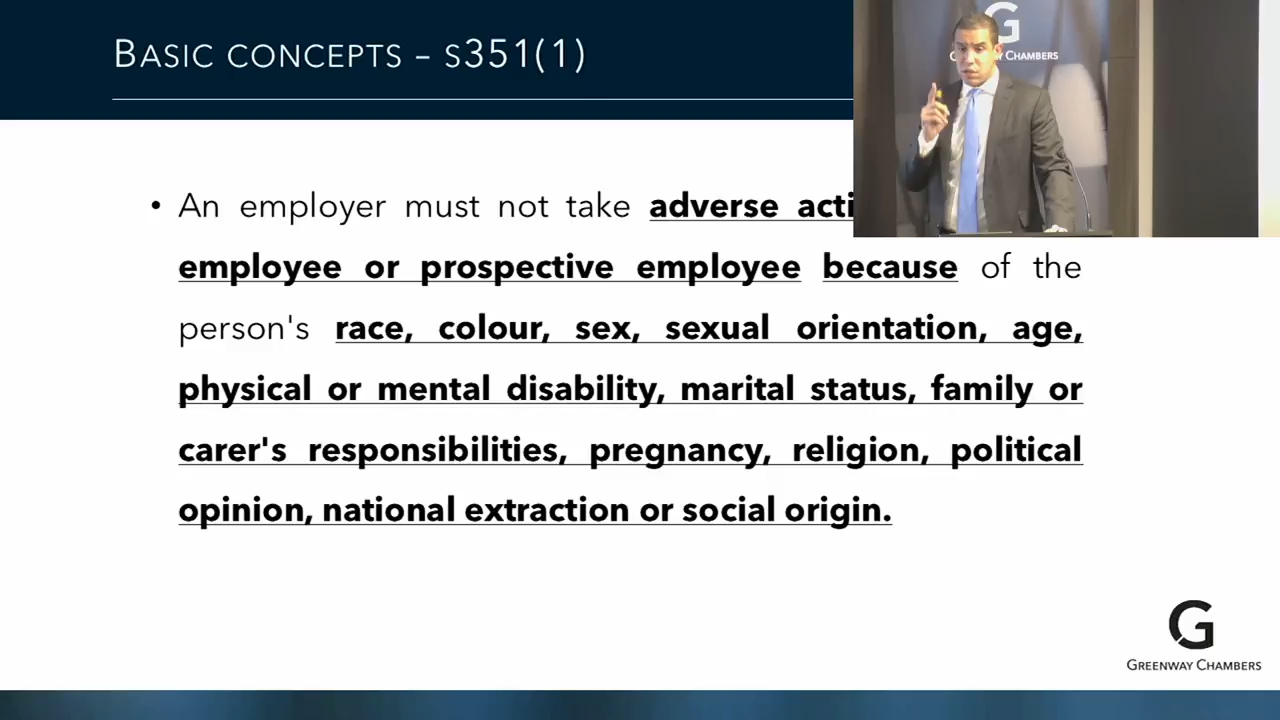 BASIC CONCEPTS – S351(1)
CHAMBERS
• An employer must not take adverse
employee or prospective employee because of the
person's race, colour, sex, sexual orientation, age,
physical or mental disability, marital status, family or
carer's responsibilities, pregnancy, religion, political
opinion, national extraction or social origin.
G
GREENWAY CHAMBERS